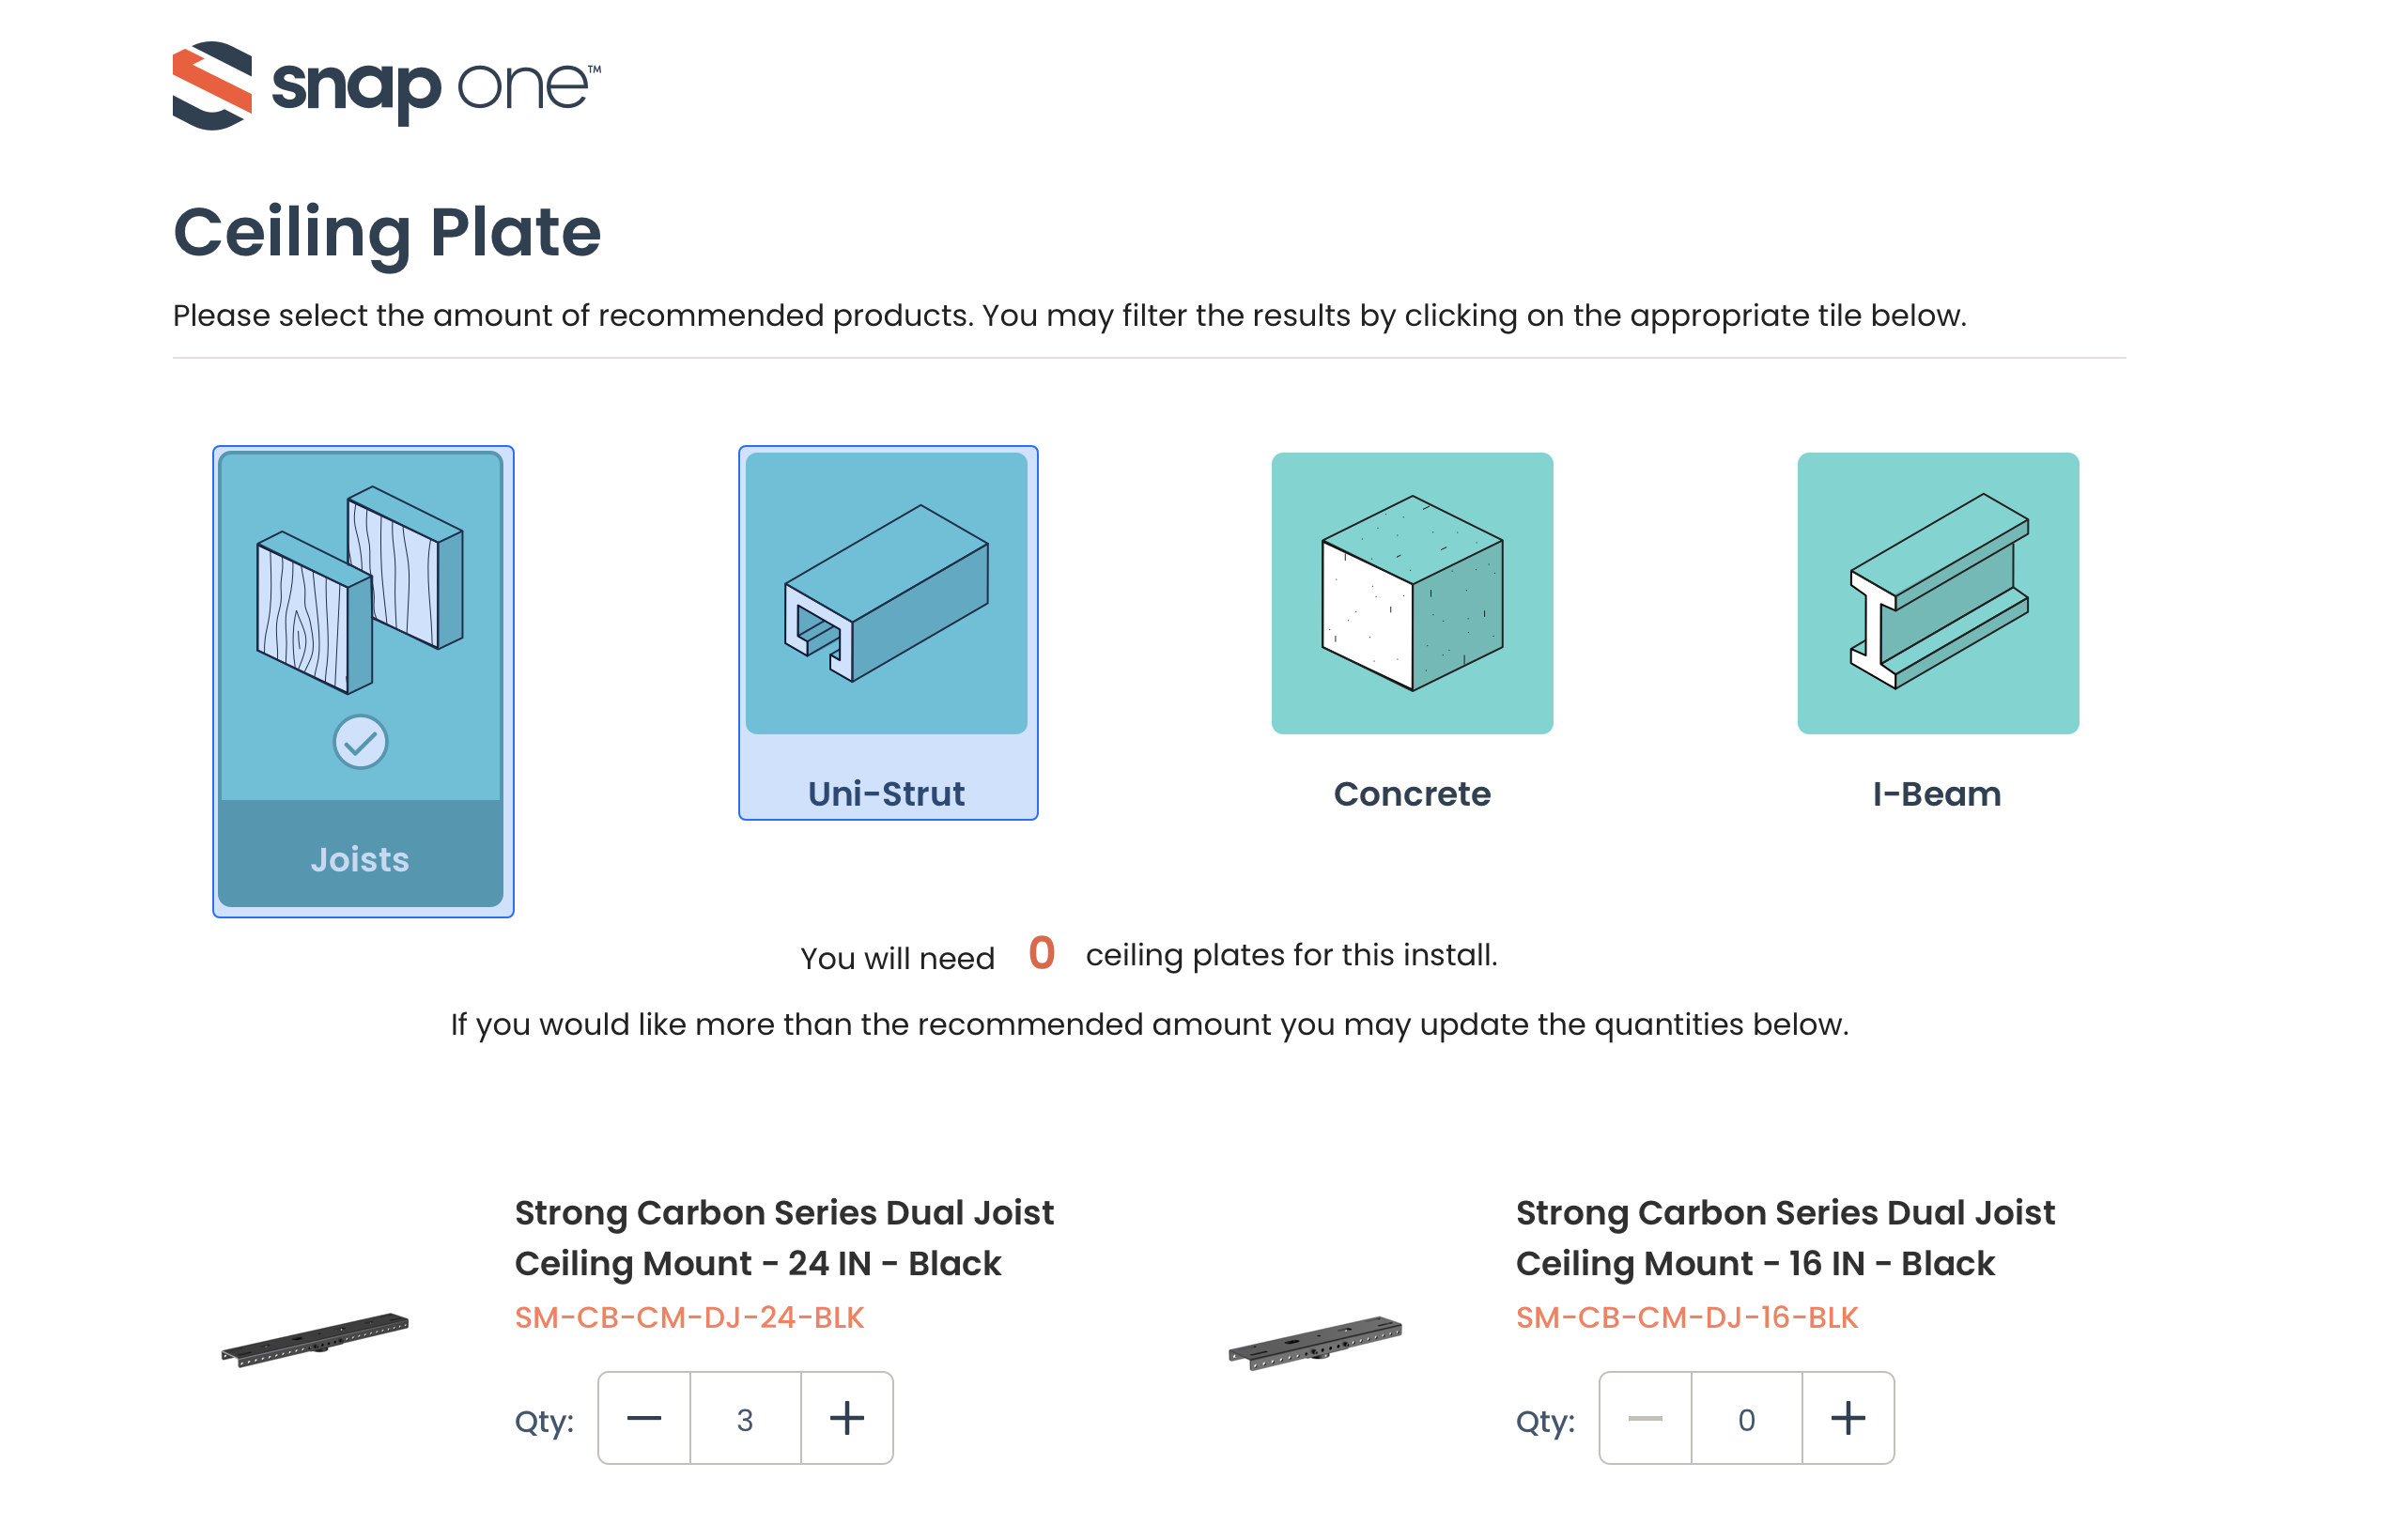 snap one™
Ceiling Plate
Please select the amount of recommended products. You may filter the results by clicking on the appropriate tile below.
Joists
Uni-Strut
Concrete
I-Beam
You will need 0 ceiling plates for this install.
If you would like more than the recommended amount you may update the quantities below.
Strong Carbon Series Dual Joist
Ceiling Mount - 24 IN - Black
SM-CB-CM-DJ-24-BLK
Qty: − 3 +
Strong Carbon Series Dual Joist
Ceiling Mount - 16 IN - Black
SM-CB-CM-DJ-16-BLK
Qty: − 0 +